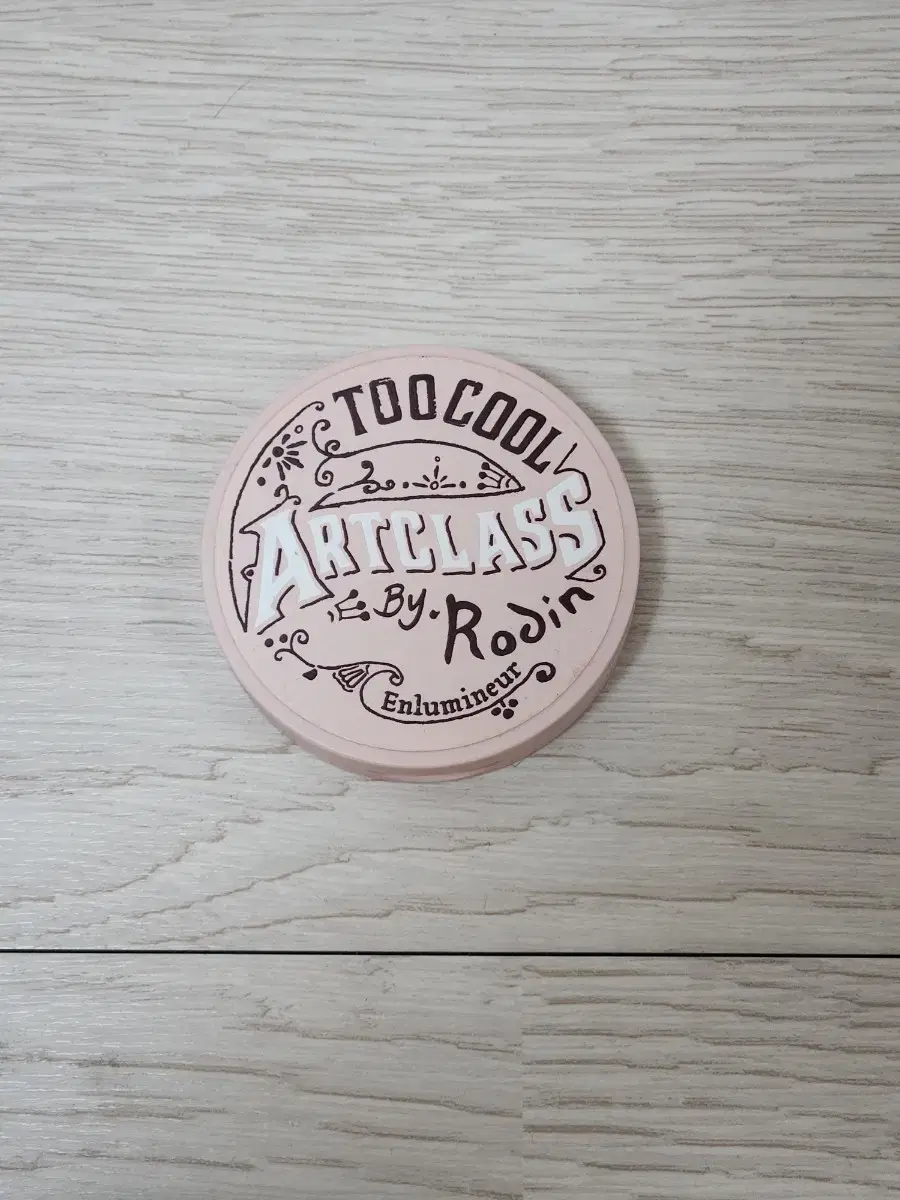 TOO COOL
ARTCLASS
By. Rodin
Enlumineur